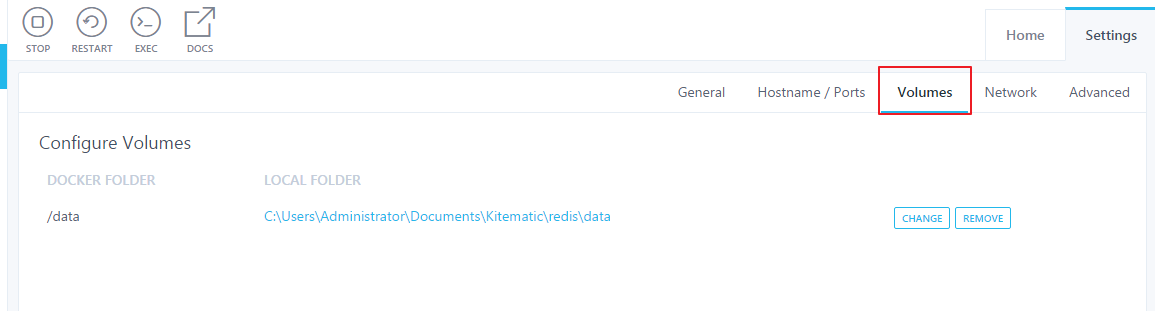 STOP RESTART EXEC DOCS
Home Settings
General Hostname / Ports Volumes Network Advanced
Configure Volumes
DOCKER FOLDER LOCAL FOLDER
/data C:\Users\Administrator\Documents\Kitematic\redis\data CHANGE REMOVE